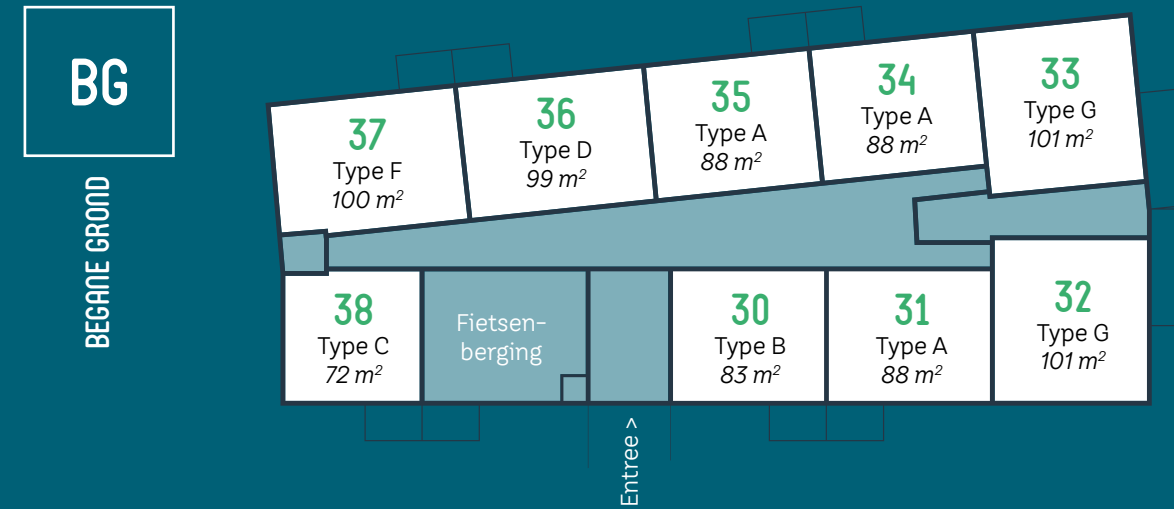 BG
BEGANE GROND
37
Type F
100 m²
36
Type D
99 m²
35
Type A
88 m²
34
Type A
88 m²
33
Type G
101 m²
38
Type C
72 m²
Fietsen-
berging
30
Type B
83 m²
31
Type A
88 m²
32
Type G
101 m²
Entree >